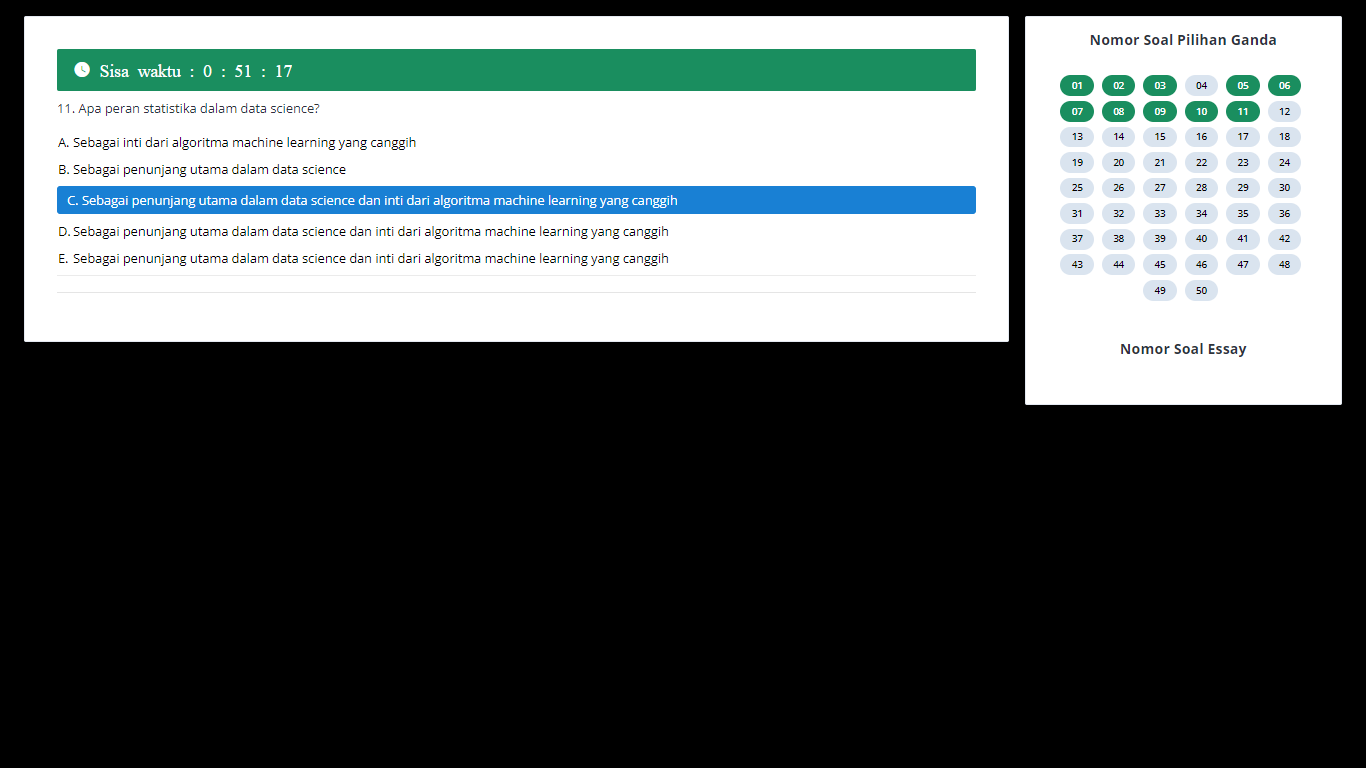 Sisa waktu : 0 : 51 : 17
11. Apa peran statistika dalam data science?
A. Sebagai inti dari algoritma machine learning yang canggih
B. Sebagai penunjang utama dalam data science
C. Sebagai penunjang utama dalam data science dan inti dari algoritma machine learning yang canggih
D. Sebagai penunjang utama dalam data science dan inti dari algoritma machine learning yang canggih
E. Sebagai penunjang utama dalam data science dan inti dari algoritma machine learning yang canggih
Nomor Soal Pilihan Ganda
01 02 03 04 05 06
07 08 09 10 11 12
13 14 15 16 17 18
19 20 21 22 23 24
25 26 27 28 29 30
31 32 33 34 35 36
37 38 39 40 41 42
43 44 45 46 47 48
49 50
Nomor Soal Essay